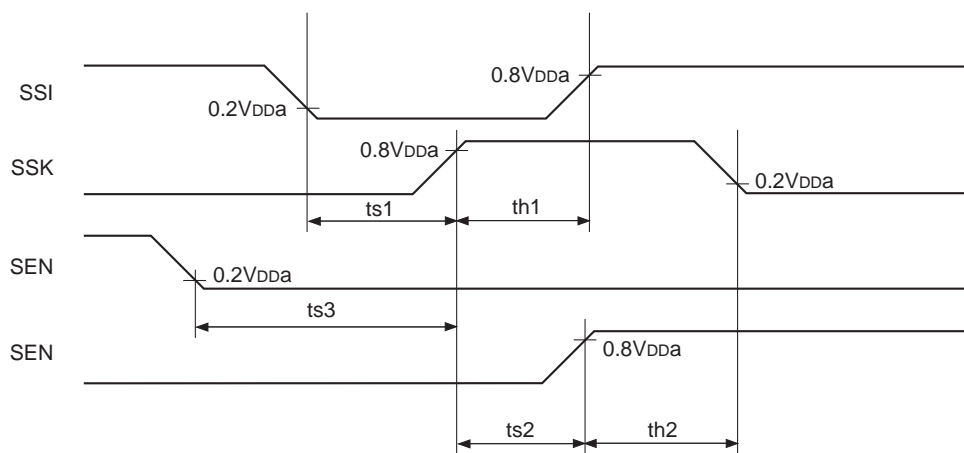 SSI
0.2VDDa
0.8VDDa
SSK
0.8VDDa
0.2VDDa
ts1
th1
SEN
0.2VDDa
ts3
SEN
0.8VDDa
ts2
th2